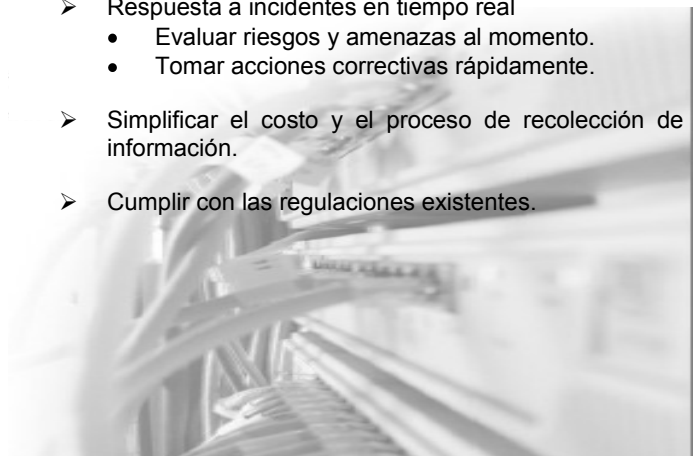 ➢ Respuesta a incidentes en tiempo real
• Evaluar riesgos y amenazas al momento.
• Tomar acciones correctivas rápidamente.
➢ Simplificar el costo y el proceso de recolección de
información.
➢ Cumplir con las regulaciones existentes.